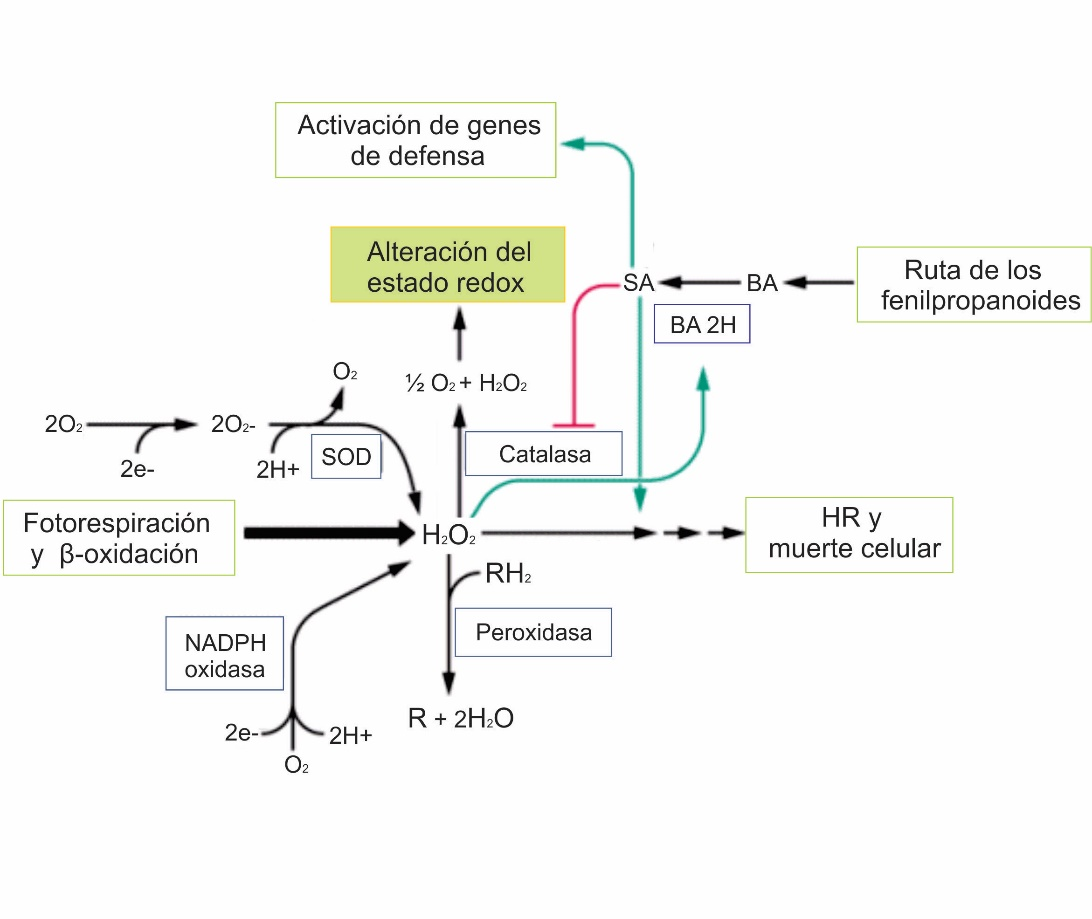 Activación de genes
de defensa
Alteración del
estado redox
SA
BA
Ruta de los
fenilpropanoides
BA 2H
O₂
½ O₂ + H₂O₂
2O₂
2O₂-
2e-
2H+
SOD
Catalasa
Fotorespiración
y β-oxidación
H₂O₂
HR y
muerte celular
RH₂
NADPH
oxidasa
Peroxidasa
R + 2H₂O
2e-
2H+
O₂